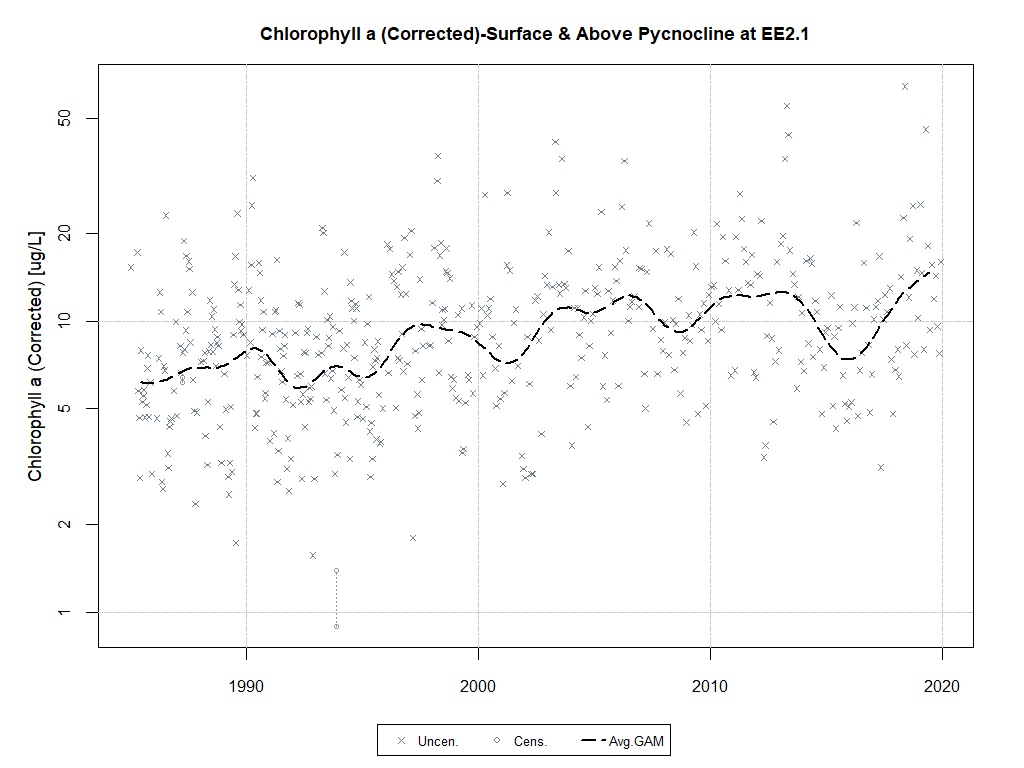 Chlorophyll a (Corrected)-Surface & Above Pycnocline at EE2.1
Chlorophyll a (Corrected) [ug/L]
50
20
10
5
2
1
1990 2000 2010 2020
Uncen. Cens. Avg.GAM